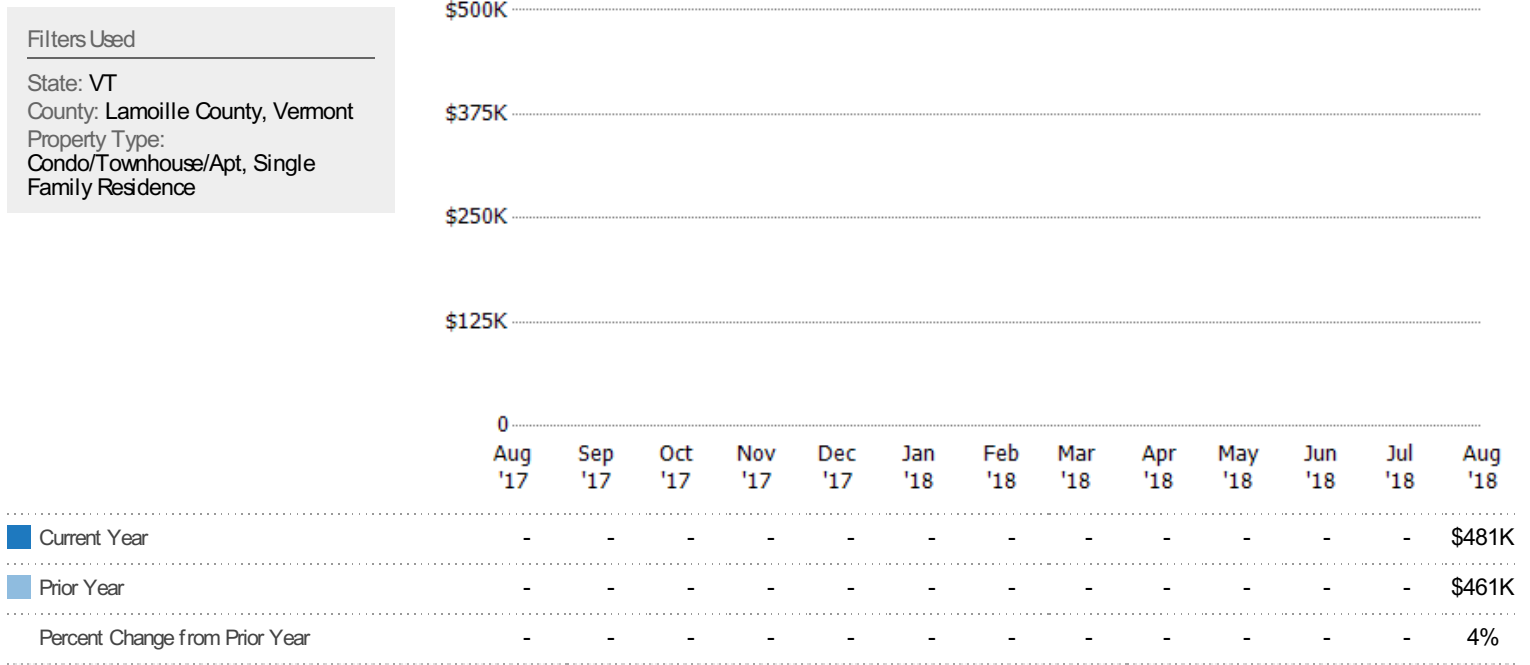 Filters Used
State: VT
County: Lamoille County, Vermont
Property Type:
Condo/Townhouse/Apt, Single
Family Residence
$500K
$375K
$250K
$125K
0
Aug Sep Oct Nov Dec Jan Feb Mar Apr May Jun Jul Aug
'17 '17 '17 '17 '17 '18 '18 '18 '18 '18 '18 '18 '18
Current Year - - - - - - - - - - - - $481K
Prior Year - - - - - - - - - - - - $461K
Percent Change from Prior Year - - - - - - - - - - - - 4%